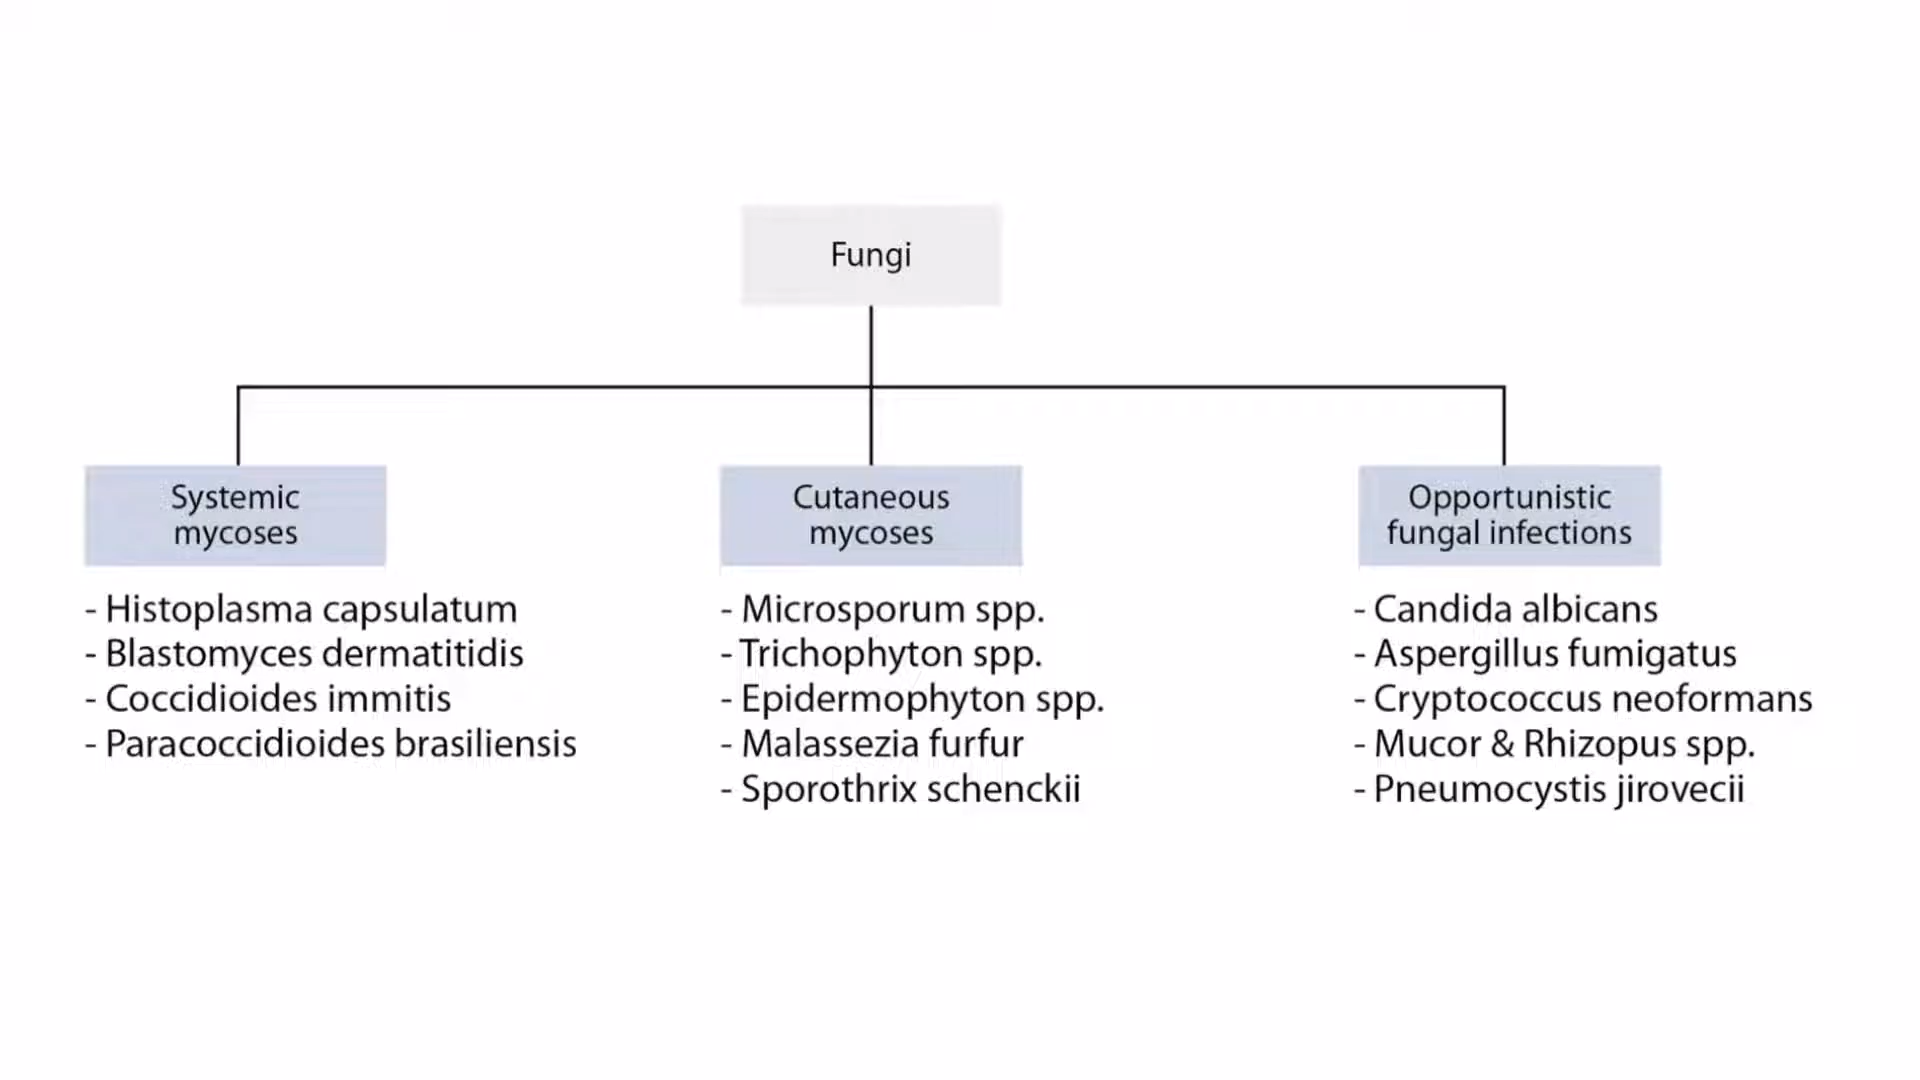 Fungi
Systemic
mycoses
- Histoplasma capsulatum
- Blastomyces dermatitidis
- Coccidioides immitis
- Paracoccidioides brasiliensis
Cutaneous
mycoses
- Microsporum spp.
- Trichophyton spp.
- Epidermophyton spp.
- Malassezia furfur
- Sporothrix schenckii
Opportunistic
fungal infections
- Candida albicans
- Aspergillus fumigatus
- Cryptococcus neoformans
- Mucor & Rhizopus spp.
- Pneumocystis jirovecii